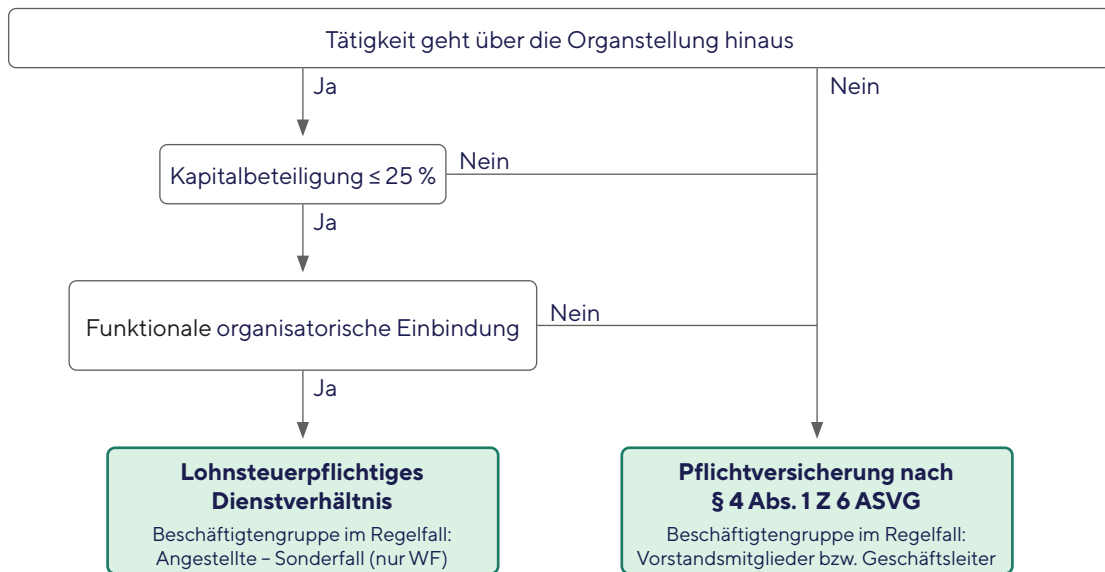 Tätigkeit geht über die Organstellung hinaus
Ja
Nein
Kapitalbeteiligung ≤ 25 %
Nein
Ja
Funktionale organisatorische Einbindung
Nein
Ja
Lohnsteuerpflichtiges
Dienstverhältnis
Beschäftigtengruppe im Regelfall:
Angestellte – Sonderfall (nur WF)
Pflichtversicherung nach
§ 4 Abs. 1 Z 6 ASVG
Beschäftigtengruppe im Regelfall:
Vorstandsmitglieder bzw. Geschäftsleiter